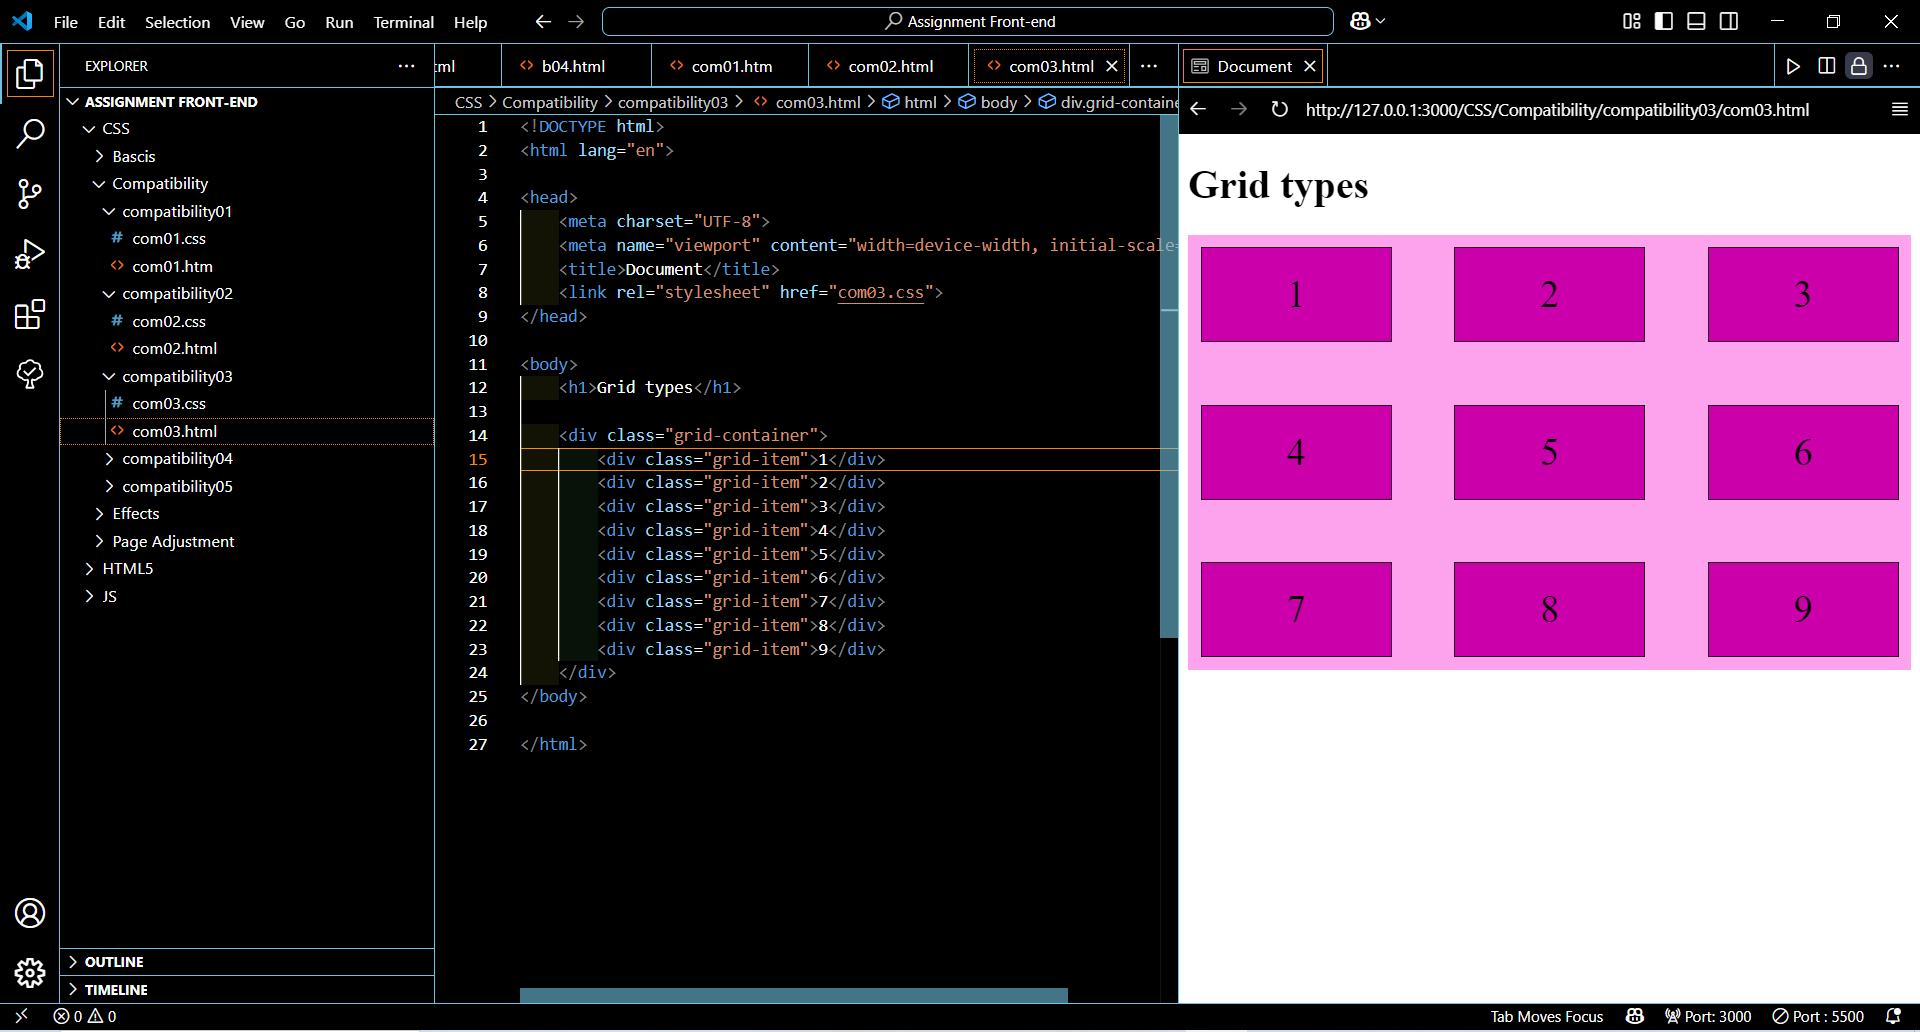 File Edit Selection View Go Run Terminal Help
Assignment Front-end
EXPLORER
ASSIGNMENT FRONT-END
CSS
Bascis
Compatibility
compatibility01
com01.css
com01.htm
compatibility02
com02.css
com02.html
compatibility03
com03.css
com03.html
compatibility04
compatibility05
Effects
Page Adjustment
HTML5
JS
OUTLINE
TIMELINE
b04.html com01.htm com02.html com03.html
CSS > Compatibility > compatibility03 > com03.html > html > body > div.grid-containe
1 <!DOCTYPE html>
2 <html lang="en">
3
4 <head>
5 <meta charset="UTF-8">
6 <meta name="viewport" content="width=device-width, initial-scale=
7 <title>Document</title>
8 <link rel="stylesheet" href="com03.css">
9 </head>
10
11 <body>
12 <h1>Grid types</h1>
13
14 <div class="grid-container">
15 <div class="grid-item">1</div>
16 <div class="grid-item">2</div>
17 <div class="grid-item">3</div>
18 <div class="grid-item">4</div>
19 <div class="grid-item">5</div>
20 <div class="grid-item">6</div>
21 <div class="grid-item">7</div>
22 <div class="grid-item">8</div>
23 <div class="grid-item">9</div>
24 </div>
25 </body>
26
27 </html>
Document
http://127.0.0.1:3000/CSS/Compatibility/compatibility03/com03.html
Grid types
1 2 3
4 5 6
7 8 9
0 0
Tab Moves Focus Port: 3000 Port : 5500